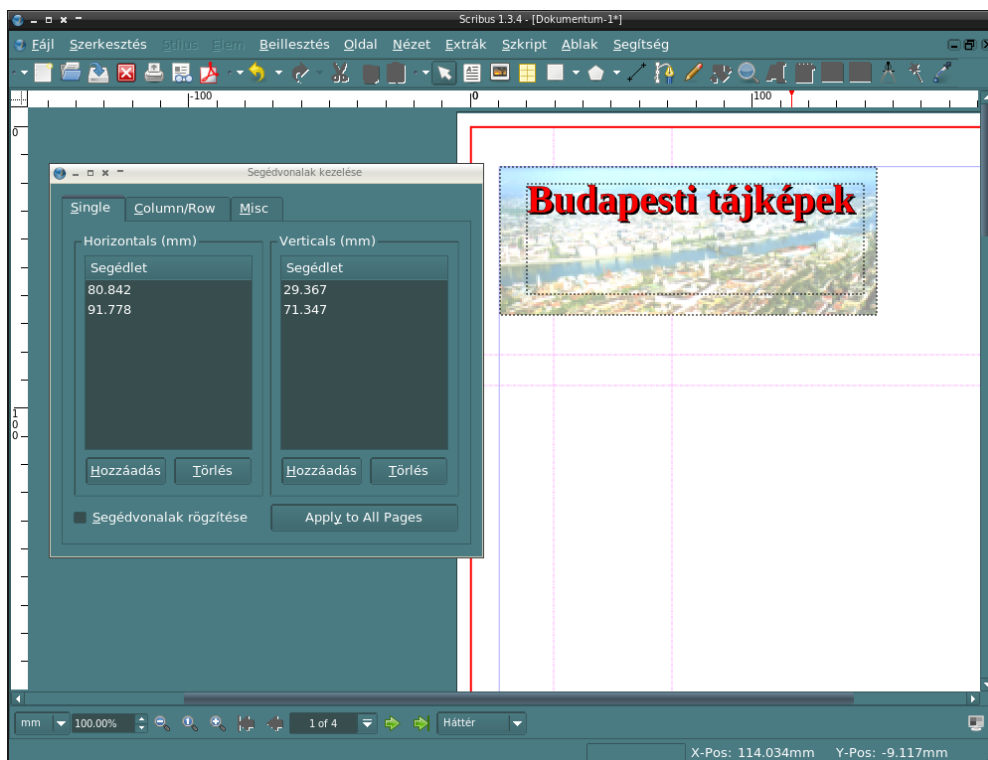 Scribus 1.3.4 - [Dokumentum-1*]
Fájl Szerkesztés Stílus Elem Beillesztés Oldal Nézet Extrák Szkript Ablak Segítség
-100 0 100
0
Segédvonalak kezelése
Single Column/Row Misc
Budapesti tájképek
Horizontals (mm) Verticals (mm)
Segédlet Segédlet
80.842 29.367
91.778 71.347
100
Hozzáadás Törlés Hozzáadás Törlés
Segédvonalak rögzítése Apply to All Pages
mm 100.00% 1 of 4 Háttér
X-Pos: 114.034mm Y-Pos: -9.117mm